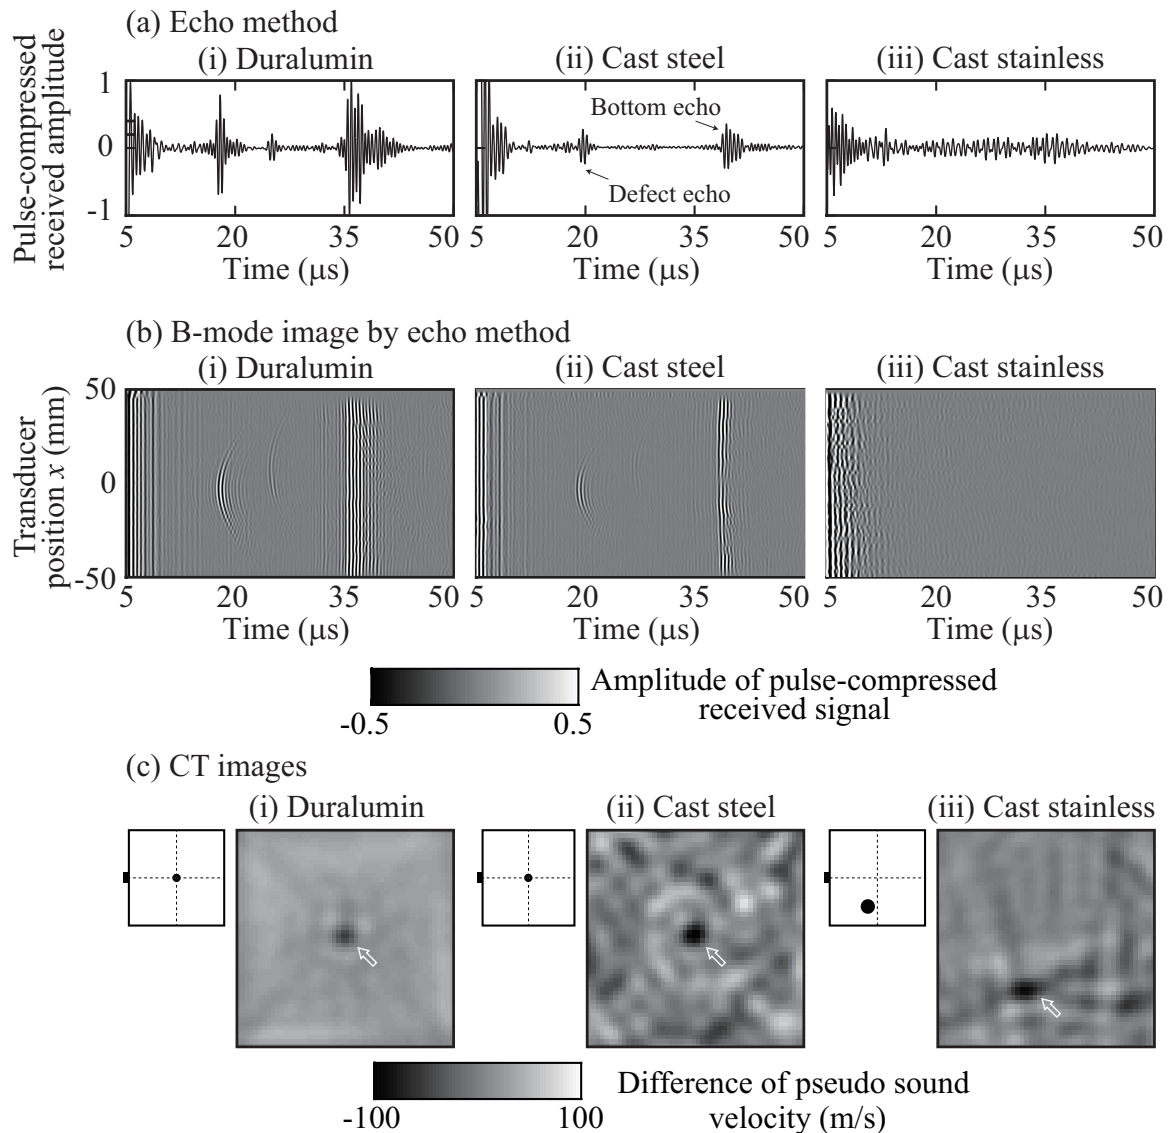 (a) Echo method
(i) Duralumin
(ii) Cast steel
(iii) Cast stainless
Pulse-compressed
received amplitude
1
0
-1
Bottom echo
Defect echo
5 20 35 50
5 20 35 50
5 20 35 50
Time (μs)
Time (μs)
Time (μs)
(b) B-mode image by echo method
(i) Duralumin
(ii) Cast steel
(iii) Cast stainless
Transducer
position x (mm)
50
0
-50
5 20 35 50
5 20 35 50
5 20 35 50
Time (μs)
Time (μs)
Time (μs)
-0.5 0.5
Amplitude of pulse-compressed
received signal
(c) CT images
(i) Duralumin
(ii) Cast steel
(iii) Cast stainless
-100 100
Difference of pseudo sound
velocity (m/s)